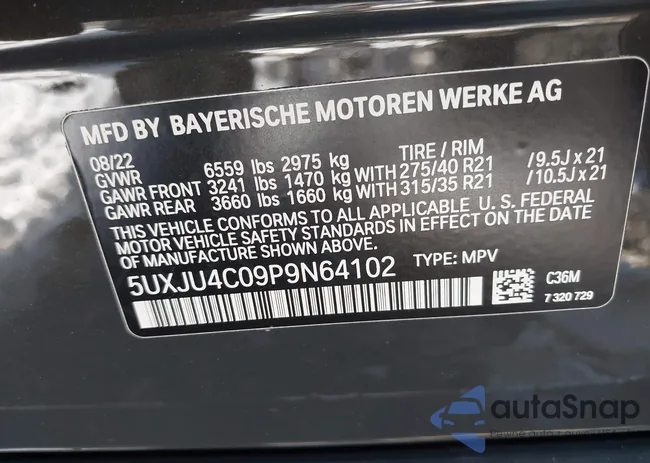 MFD BY BAYERISCHE MOTOREN WERKE AG
08/22
GVWR 6559 lbs 2975 kg TIRE / RIM
GAWR FRONT 3241 lbs 1470 kg WITH 275/40 R21 /9.5J x 21
GAWR REAR 3660 lbs 1660 kg WITH 315/35 R21 /10.5J x 21
THIS VEHICLE CONFORMS TO ALL APPLICABLE U. S. FEDERAL
MOTOR VEHICLE SAFETY STANDARDS IN EFFECT ON THE DATE
OF MANUFACTURE SHOWN ABOVE.
5UXJU4C09P9N64102 TYPE: MPV
C36M
7 320 729
autaSnap
Pewne auto z